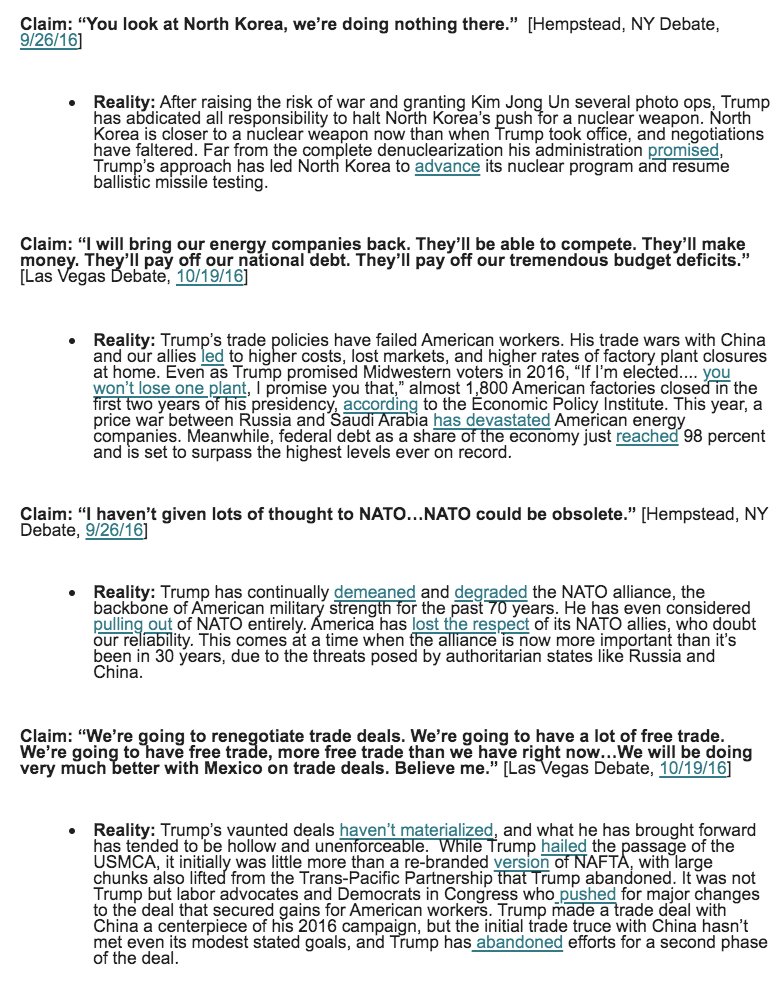 Claim: “You look at North Korea, we’re doing nothing there.” [Hempstead, NY Debate,
9/26/16]
• Reality: After raising the risk of war and granting Kim Jong Un several photo ops, Trump
has abdicated all responsibility to halt North Korea’s push for a nuclear weapon. North
Korea is closer to a nuclear weapon now than when Trump took office, and negotiations
have faltered. Far from the complete denuclearization his administration promised,
Trump’s approach has led North Korea to advance its nuclear program and resume
ballistic missile testing.
Claim: “I will bring our energy companies back. They’ll be able to compete. They’ll make
money. They’ll pay off our national debt. They’ll pay off our tremendous budget deficits.”
[Las Vegas Debate, 10/19/16]
• Reality: Trump’s trade policies have failed American workers. His trade wars with China
and our allies led to higher costs, lost markets, and higher rates of factory plant closures
at home. Even as Trump promised Midwestern voters in 2016, “If I’m elected.... you
won’t lose one plant, I promise you that,” almost 1,800 American factories closed in the
first two years of his presidency, according to the Economic Policy Institute. This year, a
price war between Russia and Saudi Arabia has devastated American energy
companies. Meanwhile, federal debt as a share of the economy just reached 98 percent
and is set to surpass the highest levels ever on record.
Claim: “I haven’t given lots of thought to NATO…NATO could be obsolete.” [Hempstead, NY
Debate, 9/26/16]
• Reality: Trump has continually demeaned and degraded the NATO alliance, the
backbone of American military strength for the past 70 years. He has even considered
pulling out of NATO entirely. America has lost the respect of its NATO allies, who doubt
our reliability. This comes at a time when the alliance is now more important than it’s
been in 30 years, due to the threats posed by authoritarian states like Russia and
China.
Claim: “We’re going to renegotiate trade deals. We’re going to have a lot of free trade.
We’re going to have free trade, more free trade than we have right now…We will be doing
very much better with Mexico on trade deals. Believe me.” [Las Vegas Debate, 10/19/16]
• Reality: Trump’s vaunted deals haven’t materialized, and what he has brought forward
has tended to be hollow and unenforceable. While Trump hailed the passage of the
USMCA, it initially was little more than a re-branded version of NAFTA, with large
chunks also lifted from the Trans-Pacific Partnership that Trump abandoned. It was not
Trump but labor advocates and Democrats in Congress who pushed for major changes
to the deal that secured gains for American workers. Trump made a trade deal with
China a centerpiece of his 2016 campaign, but the initial trade truce with China hasn’t
met even its modest stated goals, and Trump has abandoned efforts for a second phase
of the deal.